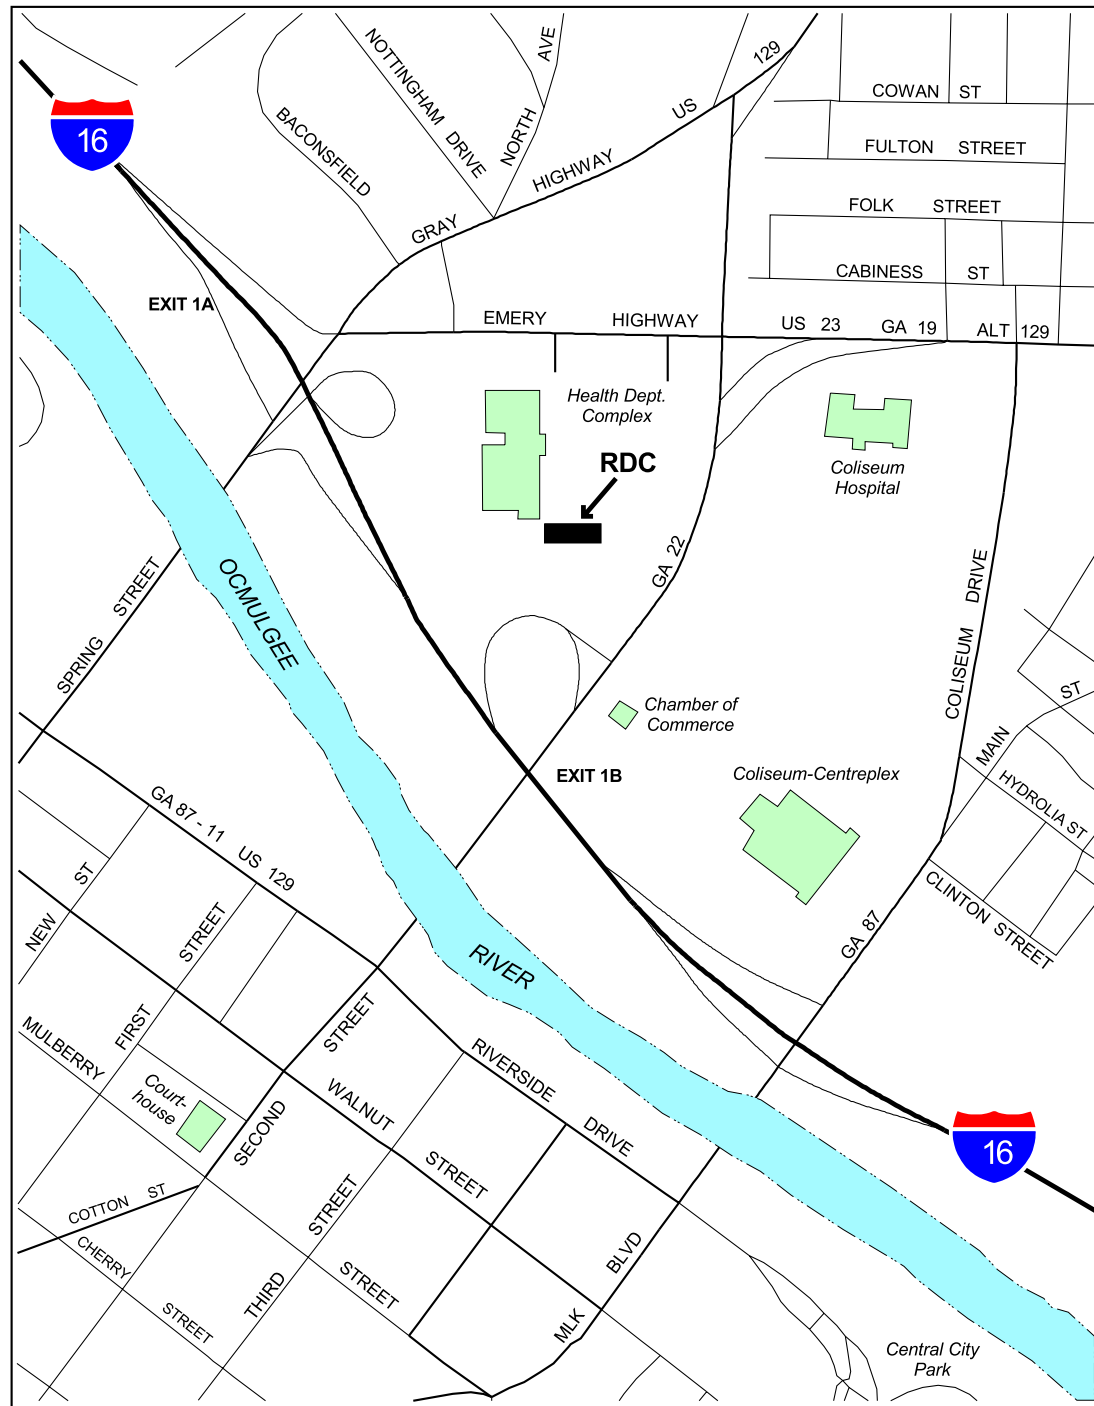 16
NOTTINGHAM DRIVE
NORTH AVE
BACONSFIELD
GRAY HIGHWAY US 129
COWAN ST
FULTON STREET
FOLK STREET
CABINESS ST
EXIT 1A
EMERY HIGHWAY US 23 GA 19 ALT 129
Health Dept.
Complex
RDC
Coliseum
Hospital
GA 22
COLISEUM DRIVE
SPRING STREET
OCMULGEE
RIVER
Chamber of
Commerce
EXIT 1B
Coliseum-Centreplex
MAIN ST
HYDROLIA ST
CLINTON STREET
GA 87
GA 87 - 11 US 129
NEW ST
FIRST STREET
MULBERRY
STREET
Court-
house
SECOND
STREET
RIVERSIDE DRIVE
WALNUT STREET
COTTON ST
CHERRY STREET
THIRD STREET
MLK BLVD
16
Central City
Park